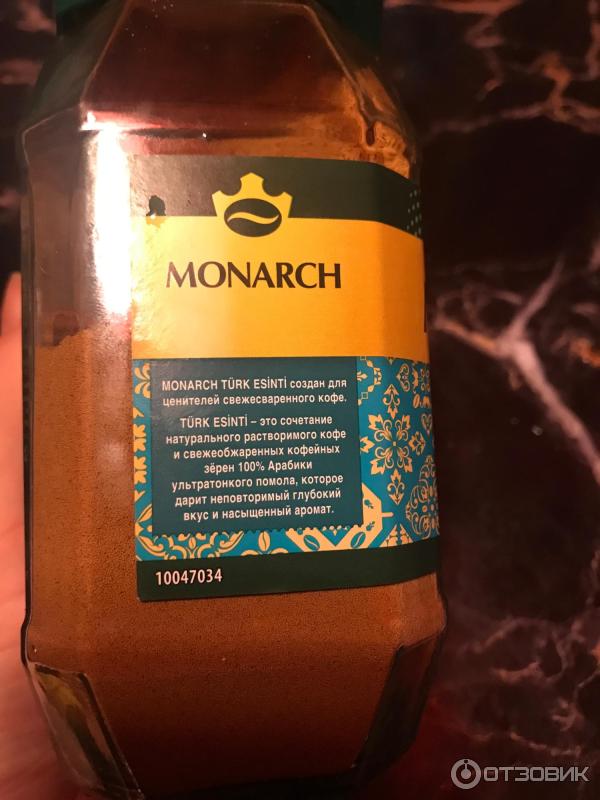 MONARCH
MONARCH TÜRK ESİNTİ создан для
ценителей свежесваренного кофе.
TÜRK ESİNTİ – это сочетание
натурального растворимого кофе
и свежеобжаренных кофейных
зёрен 100% Арабики
ультратонкого помола, которое
дарит неповторимый глубокий
вкус и насыщенный аромат.
10047034
ОТЗОВИК